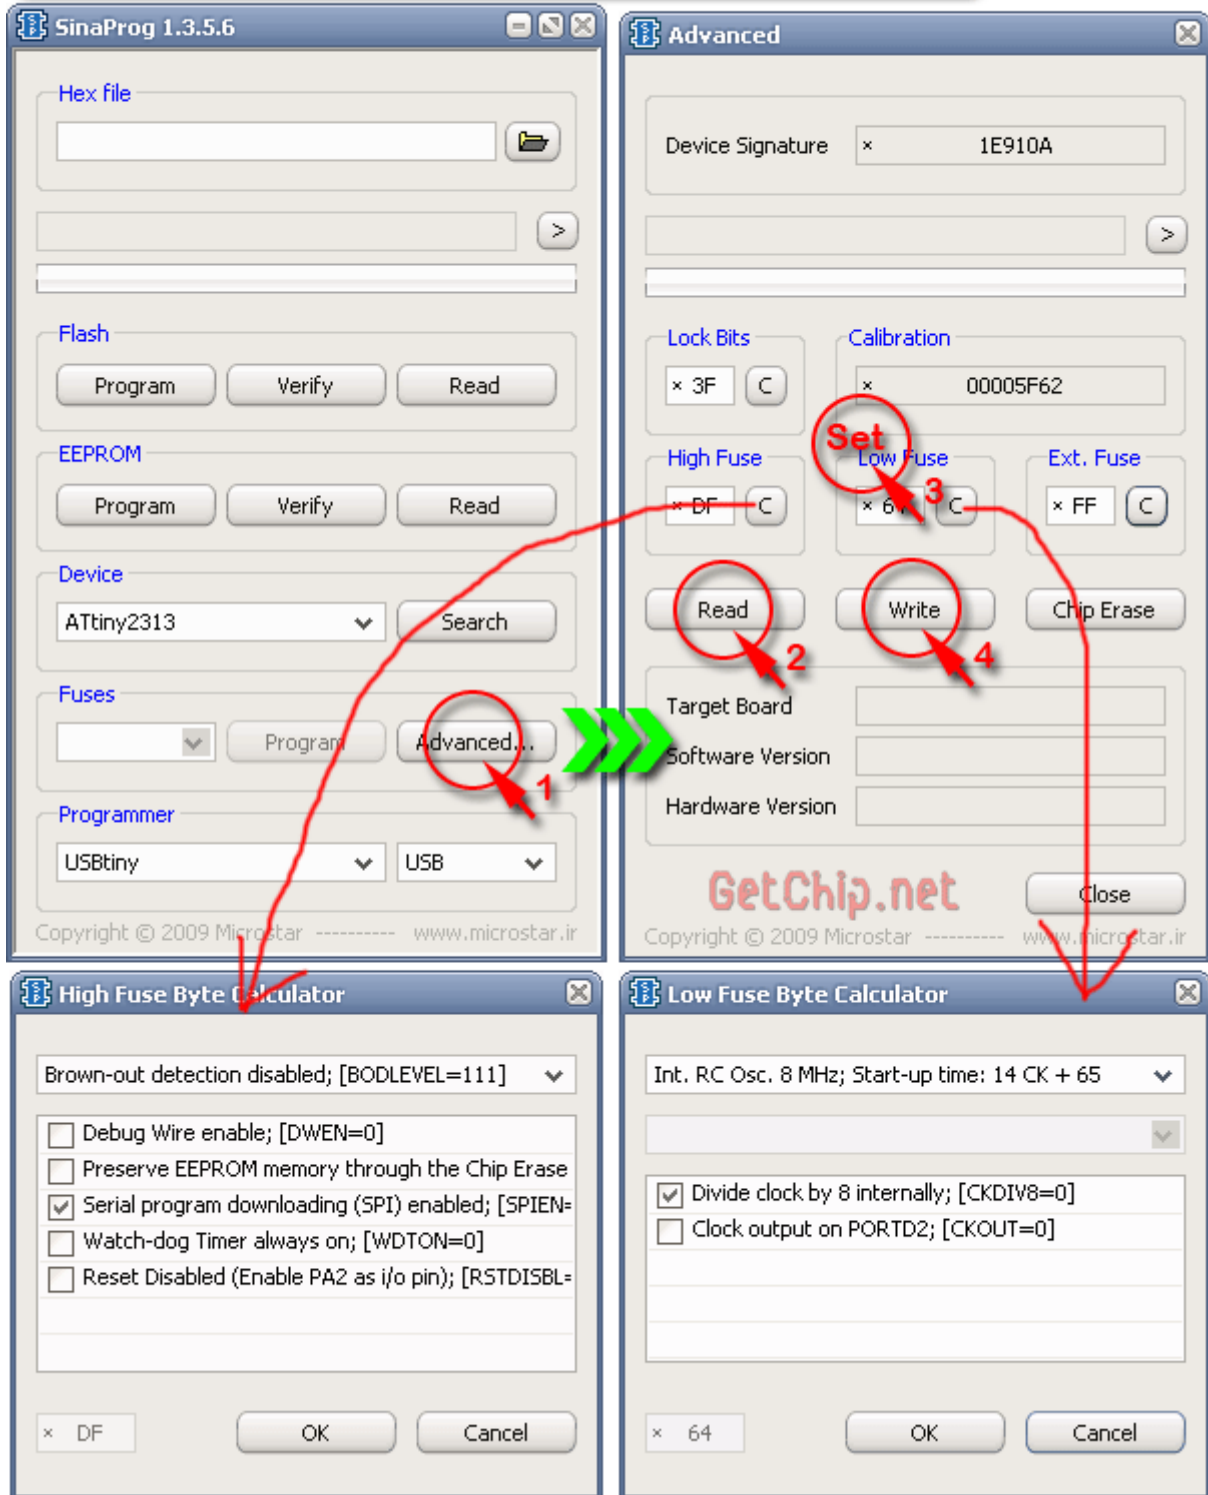 SinaProg 1.3.5.6
Hex file
>
Flash
Program Verify Read
EEPROM
Program Verify Read
Device
ATtiny2313 Search
Fuses
Program Advanced...
1
Programmer
USBtiny USB
Copyright © 2009 Microstar ---------- www.microstar.ir
Advanced
Device Signature × 1E910A
>
Lock Bits Calibration
× 3F C × 00005F62
Set
High Fuse Low Fuse Ext. Fuse
× DF C × C × FF C
3
Read Write Chip Erase
2 4
Target Board
Software Version
Hardware Version
GetChip.net
Close
Copyright © 2009 Microstar ---------- www.microstar.ir
High Fuse Byte Calculator
Brown-out detection disabled; [BODLEVEL=111]
Debug Wire enable; [DWEN=0]
Preserve EEPROM memory through the Chip Erase
Serial program downloading (SPI) enabled; [SPIEN=
Watch-dog Timer always on; [WDTON=0]
Reset Disabled (Enable PA2 as i/o pin); [RSTDISBL=
× DF OK Cancel
Low Fuse Byte Calculator
Int. RC Osc. 8 MHz; Start-up time: 14 CK + 65
Divide clock by 8 internally; [CKDIV8=0]
Clock output on PORTD2; [CKOUT=0]
× 64 OK Cancel